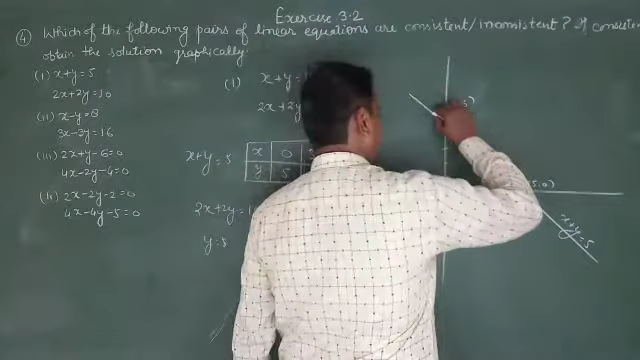 Exercise 3.2
④ Which of the following pairs of linear equations are consistent/inconsistent? If consisten
obtain the solution graphically.
(i) x+y=5
2x+2y=10
(ii) x-y=8
3x-3y=16
(iii) 2x+y-6=0
4x-2y-4=0
(iv) 2x-2y-2=0
4x-4y-5=0
(i) x+y=
2x+2y
x+y=5
x 0
y 5
2x+2y=1
5,0)
x+y=5